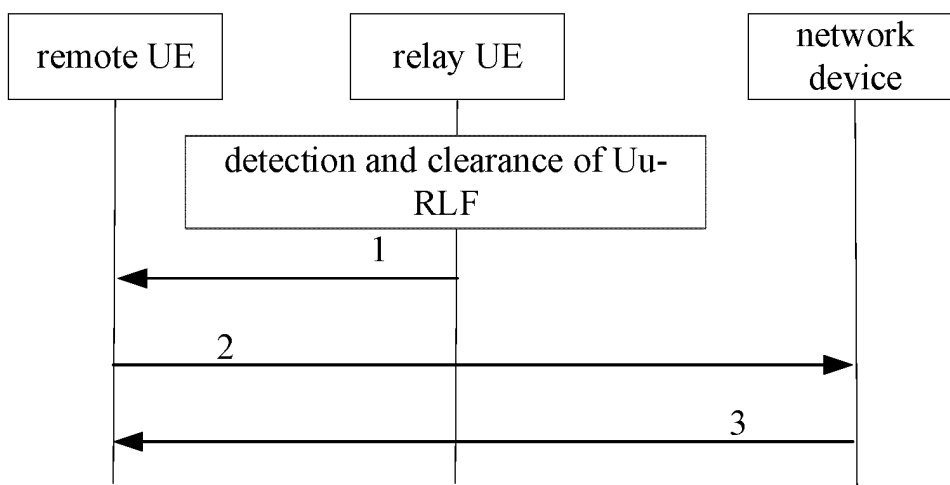 remote UE
relay UE
network
device
detection and clearance of Uu-
RLF
1
2
3